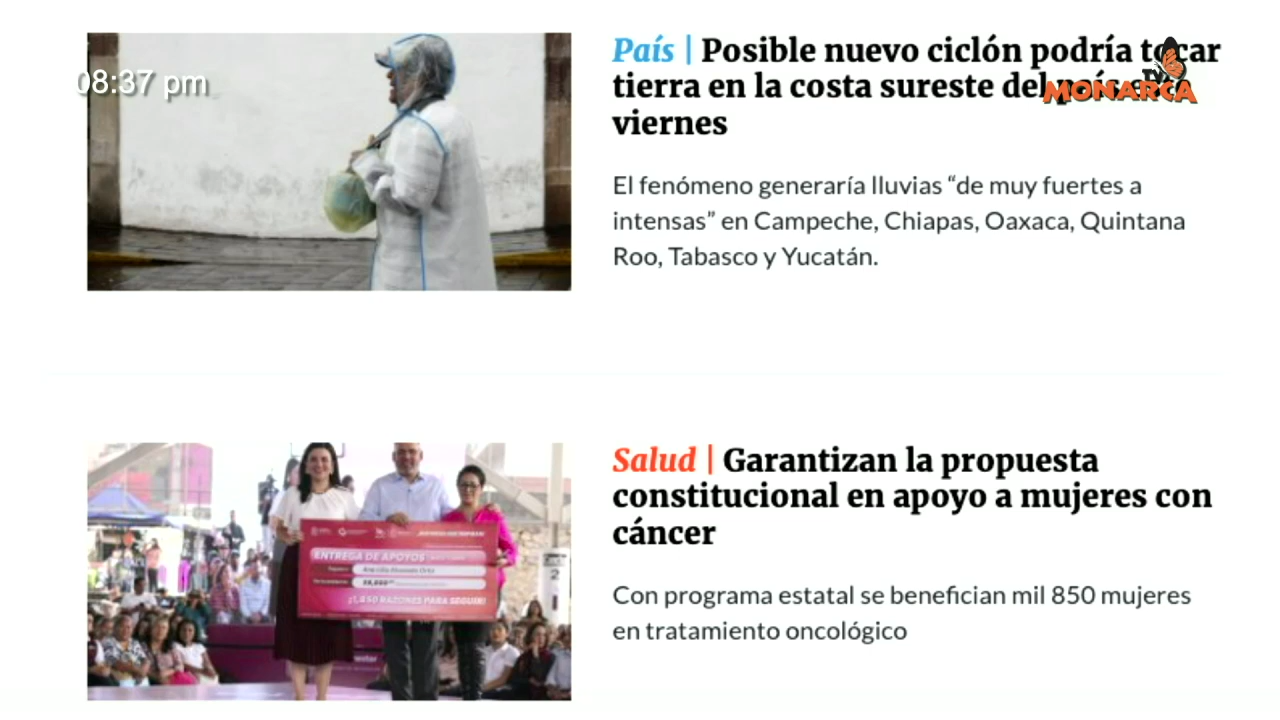 08:37 pm
País | Posible nuevo ciclón podría tocar
tierra en la costa sureste del país este
viernes
TV
MONARCA
El fenómeno generaría lluvias “de muy fuertes a
intensas” en Campeche, Chiapas, Oaxaca, Quintana
Roo, Tabasco y Yucatán.
Salud | Garantizan la propuesta
constitucional en apoyo a mujeres con
cáncer
Con programa estatal se benefician mil 850 mujeres
en tratamiento oncológico
ENTREGA DE APOYOS
RAZONES PARA SEGUIR!